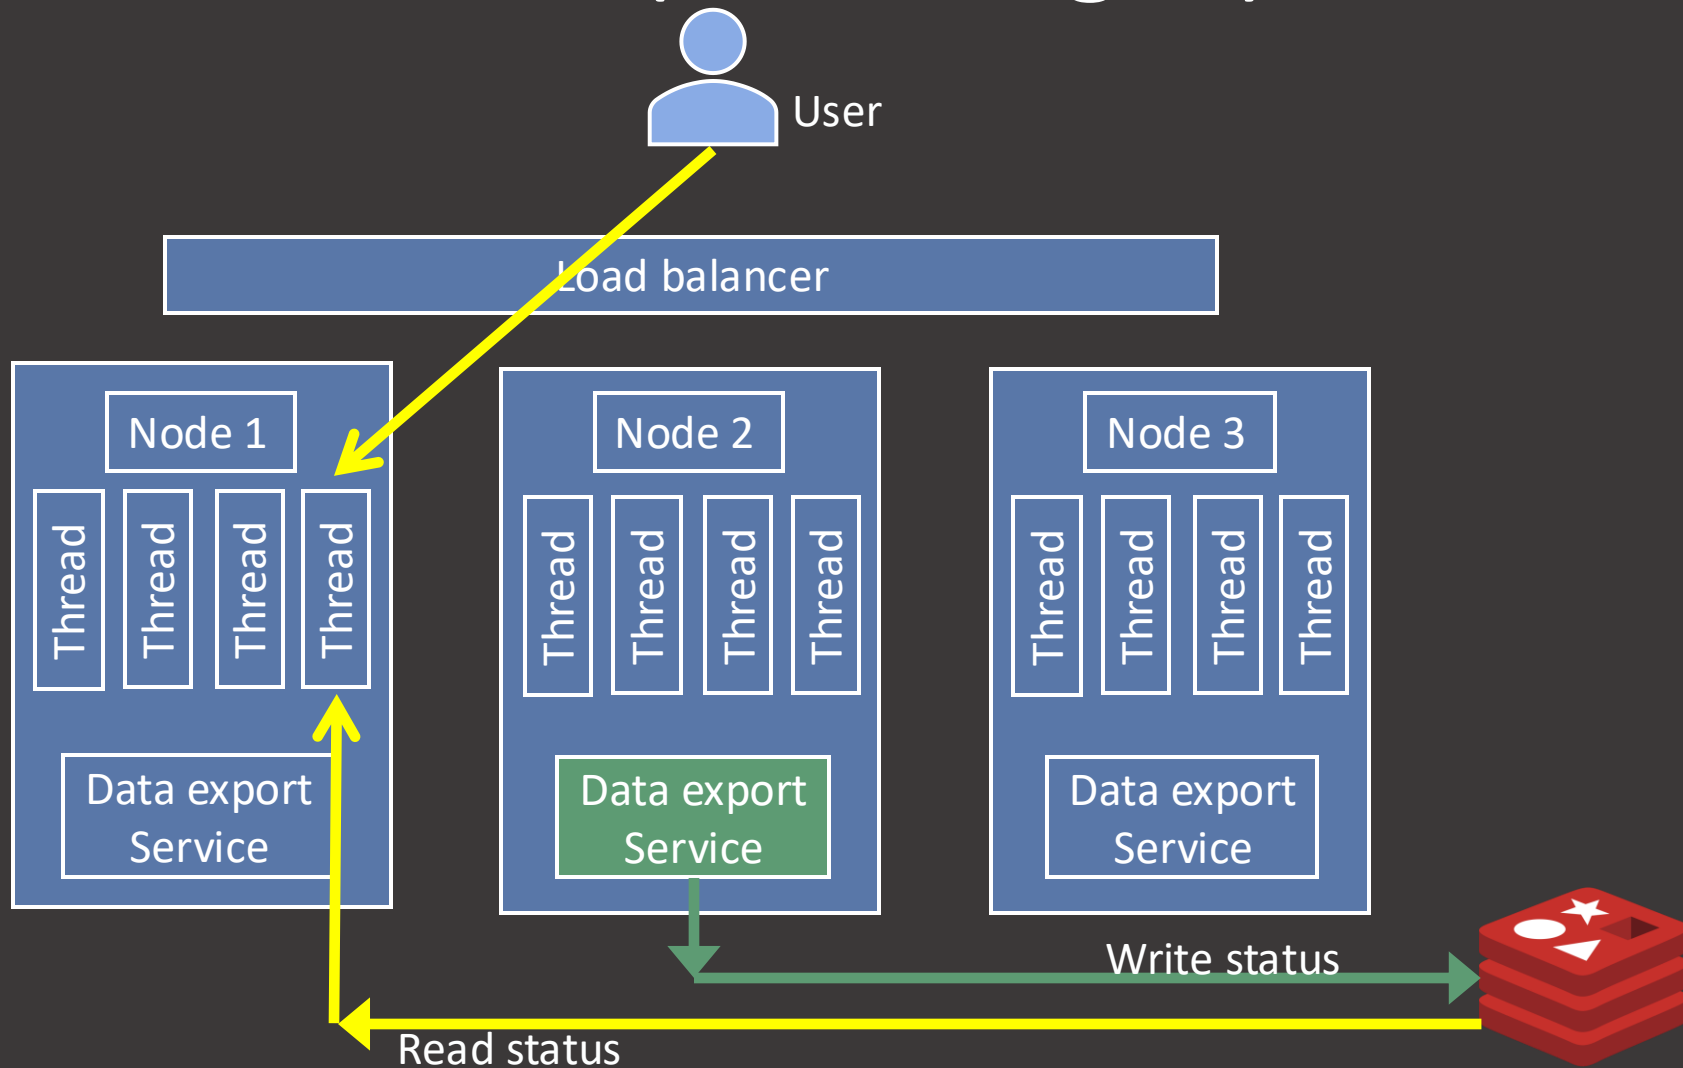 User
Load balancer
Node 1
Thread
Thread
Thread
Thread
Data export
Service
Node 2
Thread
Thread
Thread
Thread
Data export
Service
Node 3
Thread
Thread
Thread
Thread
Data export
Service
Write status
Read status